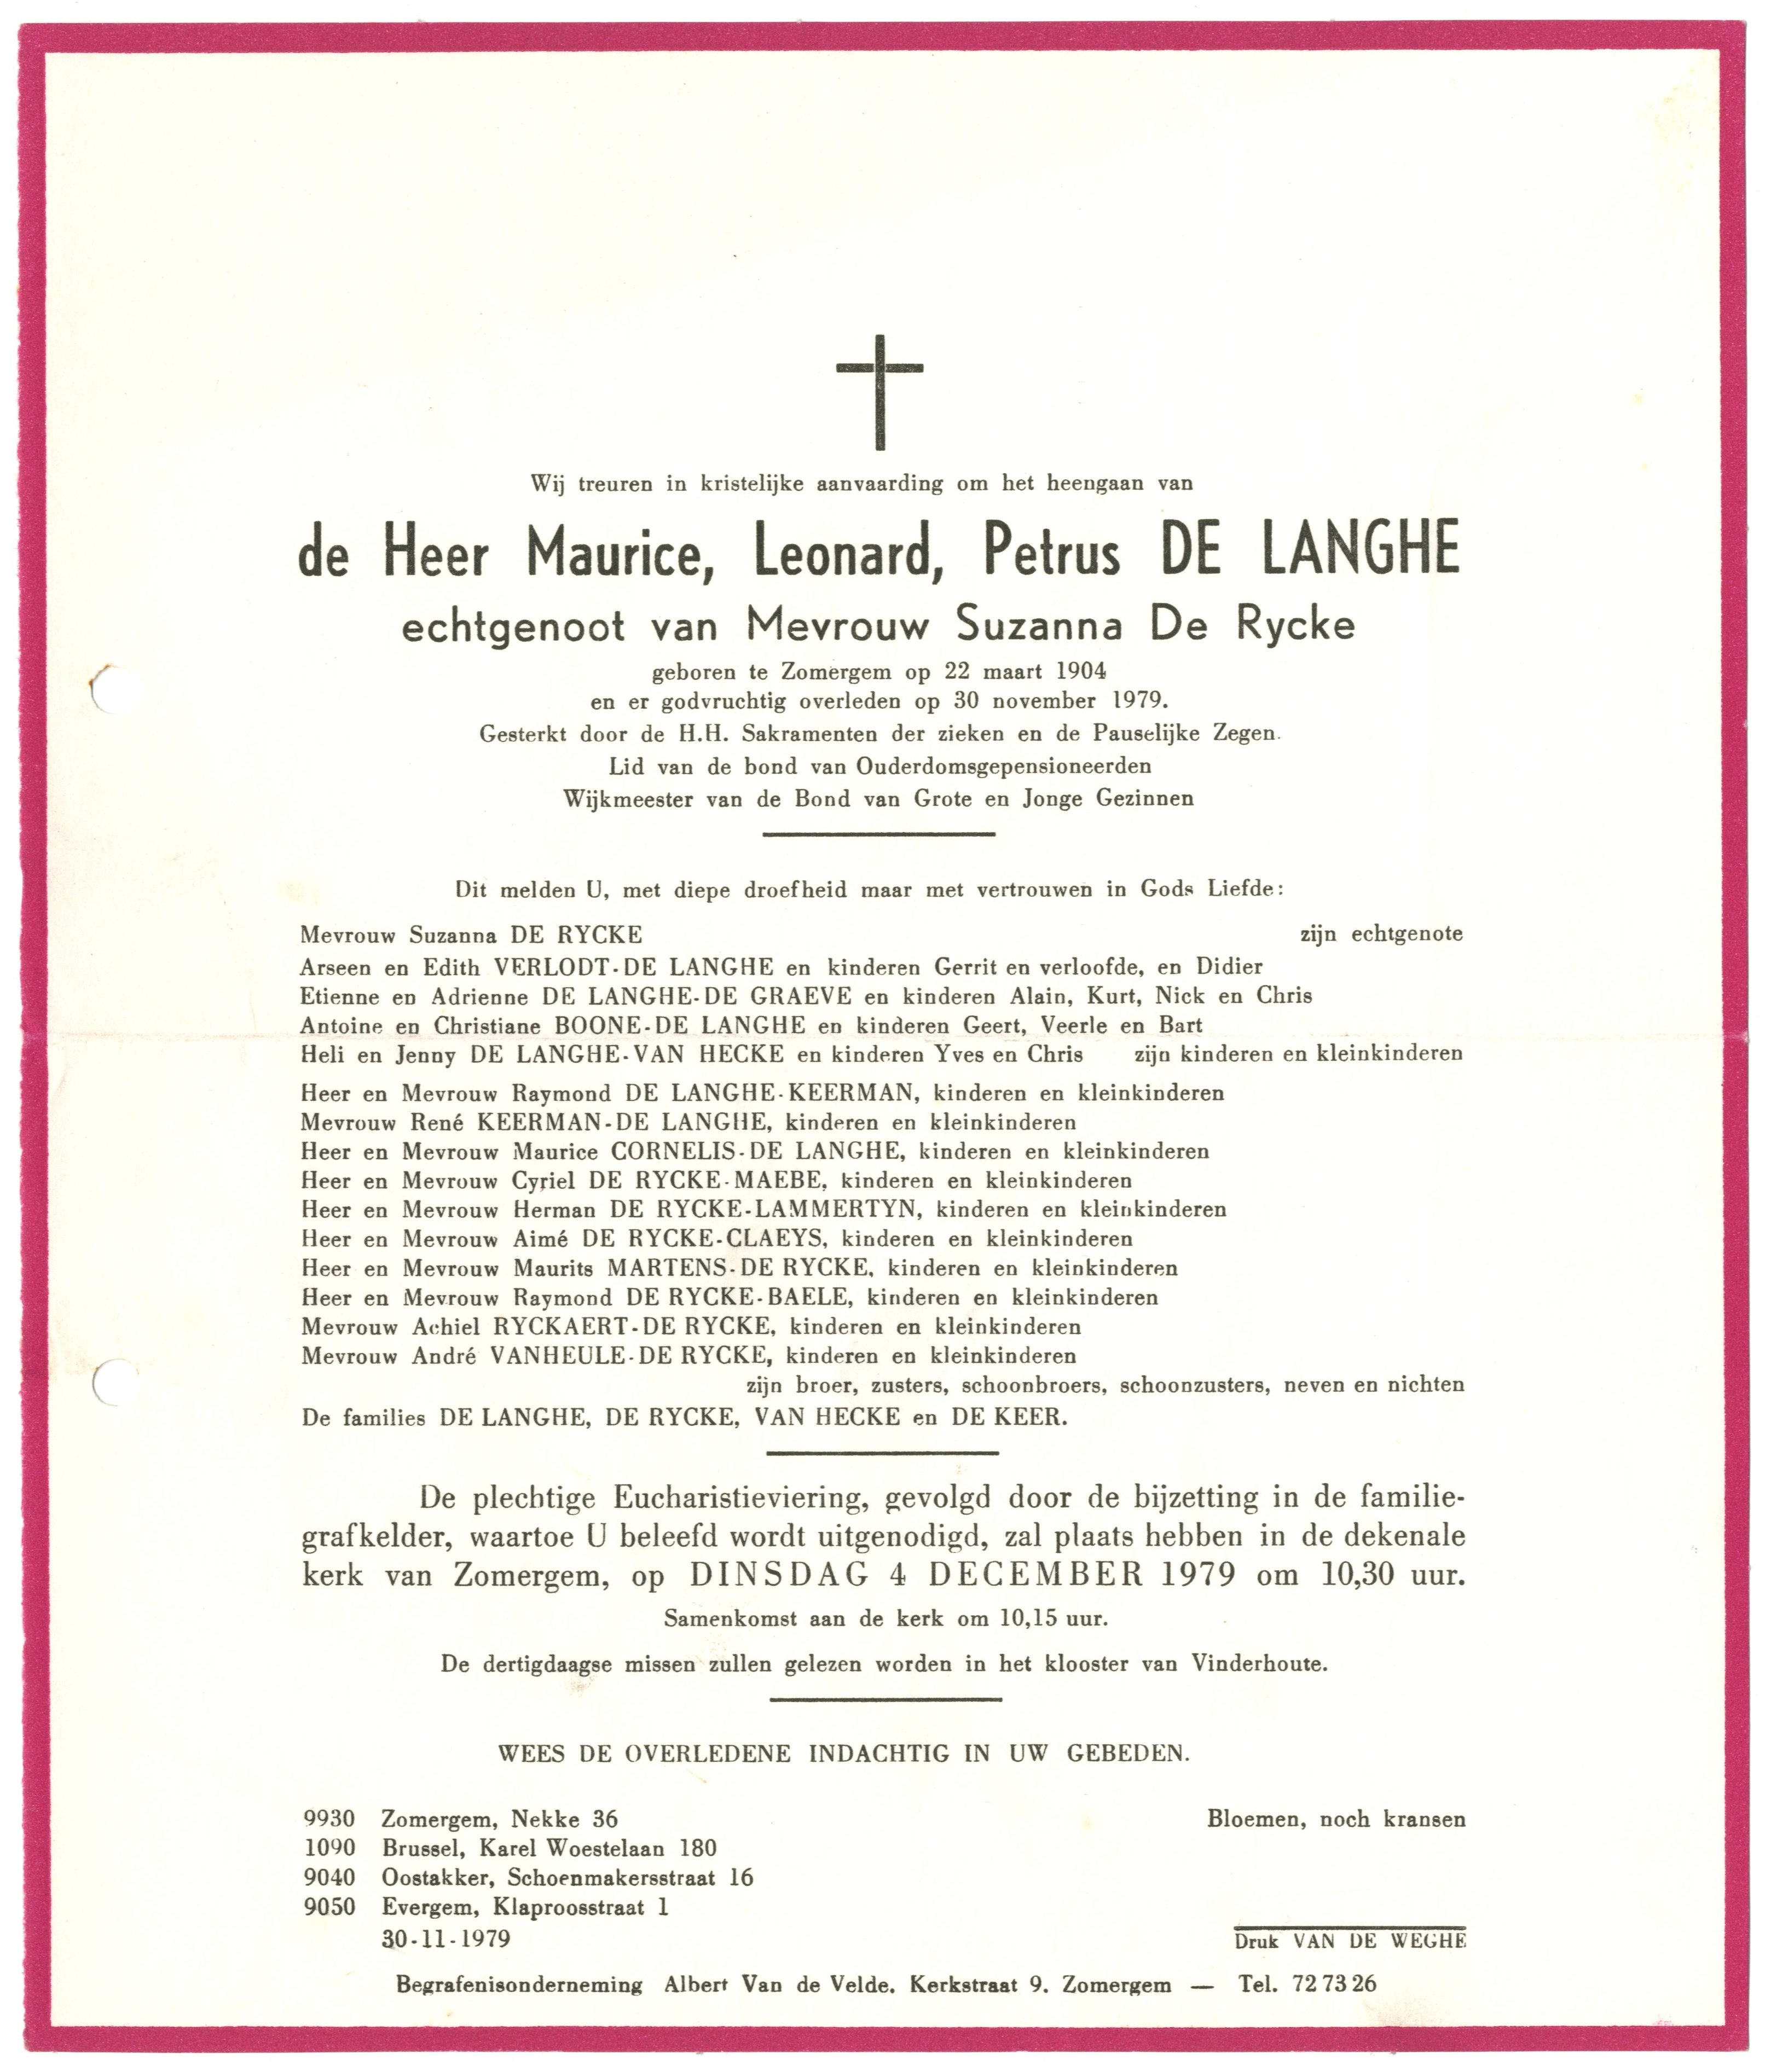 Wij treuren in kristelijke aanvaarding om het heengaan van
de Heer Maurice, Leonard, Petrus DE LANGHE
echtgenoot van Mevrouw Suzanna De Rycke
geboren te Zomergem op 22 maart 1904
en er godvruchtig overleden op 30 november 1979.
Gesterkt door de H.H. Sakramenten der zieken en de Pauselijke Zegen.
Lid van de bond van Ouderdomsgepensioneerden
Wijkmeester van de Bond van Grote en Jonge Gezinnen
Dit melden U, met diepe droefheid maar met vertrouwen in Gods Liefde:
Mevrouw Suzanna DE RYCKE zijn echtgenote
Arseen en Edith VERLODT-DE LANGHE en kinderen Gerrit en verloofde, en Didier
Etienne en Adrienne DE LANGHE-DE GRAEVE en kinderen Alain, Kurt, Nick en Chris
Antoine en Christiane BOONE-DE LANGHE en kinderen Geert, Veerle en Bart
Heli en Jenny DE LANGHE-VAN HECKE en kinderen Yves en Chris zijn kinderen en kleinkinderen
Heer en Mevrouw Raymond DE LANGHE-KEERMAN, kinderen en kleinkinderen
Mevrouw René KEERMAN-DE LANGHE, kinderen en kleinkinderen
Heer en Mevrouw Maurice CORNELIS-DE LANGHE, kinderen en kleinkinderen
Heer en Mevrouw Cyriel DE RYCKE-MAEBE, kinderen en kleinkinderen
Heer en Mevrouw Herman DE RYCKE-LAMMERTYN, kinderen en kleinkinderen
Heer en Mevrouw Aimé DE RYCKE-CLAEYS, kinderen en kleinkinderen
Heer en Mevrouw Maurits MARTENS-DE RYCKE, kinderen en kleinkinderen
Heer en Mevrouw Raymond DE RYCKE-BAELE, kinderen en kleinkinderen
Mevrouw Achiel RYCKAERT-DE RYCKE, kinderen en kleinkinderen
Mevrouw André VANHEULE-DE RYCKE, kinderen en kleinkinderen
zijn broer, zusters, schoonbroers, schoonzusters, neven en nichten
De families DE LANGHE, DE RYCKE, VAN HECKE en DE KEER.
De plechtige Eucharistieviering, gevolgd door de bijzetting in de familie-
grafkelder, waartoe U beleefd wordt uitgenodigd, zal plaats hebben in de dekenale
kerk van Zomergem, op DINSDAG 4 DECEMBER 1979 om 10,30 uur.
Samenkomst aan de kerk om 10,15 uur.
De dertigdaagse missen zullen gelezen worden in het klooster van Vinderhoute.
WEES DE OVERLEDENE INDACHTIG IN UW GEBEDEN.
9930 Zomergem, Nekke 36 Bloemen, noch kransen
1090 Brussel, Karel Woestelaan 180
9040 Oostakker, Schoenmakersstraat 16
9050 Evergem, Klaproosstraat 1
30-11-1979 Druk VAN DE WEGHE
Begrafenisonderneming Albert Van de Velde. Kerkstraat 9. Zomergem — Tel. 72 73 26